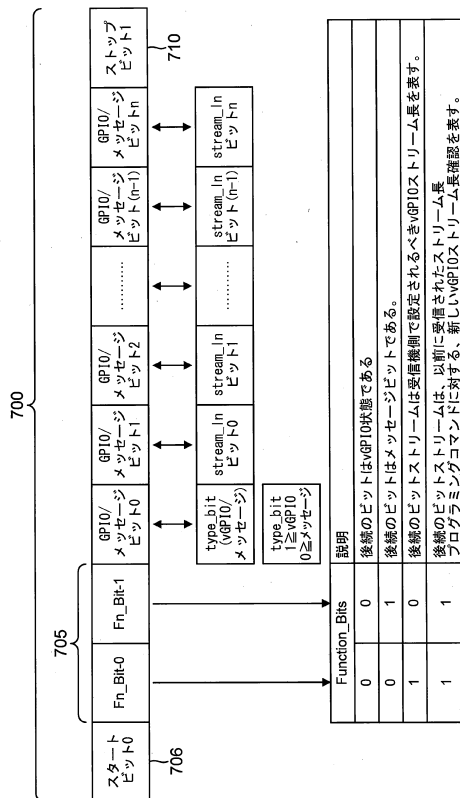 700
705
スタート
ビット0
Fn_Bit-0
Fn_Bit-1
GPIO/
メッセージ
ビット0
GPIO/
メッセージ
ビット1
GPIO/
メッセージ
ビット2
………
GPIO/
メッセージ
ビット(n-1)
GPIO/
メッセージ
ビットn
ストップ
ビット1
706
710
type_bit
(vGPIO/
メッセージ)
stream_In
ビット0
stream_In
ビット1
………
stream_In
ビット(n-1)
stream_In
ビットn
type_bit
1≧vGPIO
0≧メッセージ
Function_Bits
説明
0
0
後続のビットはvGPIO状態である
0
1
後続のビットはメッセージビットである。
1
0
後続のビットストリームは受信機側で設定されるべきvGPIOストリーム長を表す。
1
1
後続のビットストリームは、以前に受信されたストリーム長
プログラミングコマンドに対する、新しいvGPIOストリーム長確認を表す。